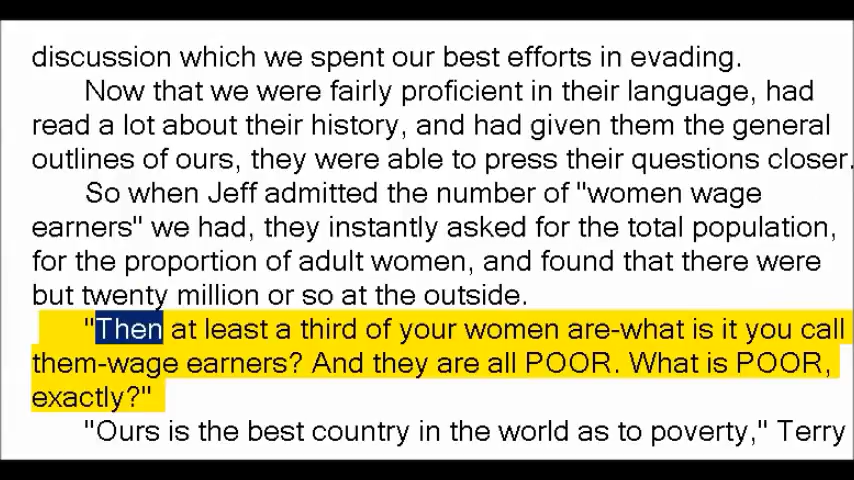 discussion which we spent our best efforts in evading.
Now that we were fairly proficient in their language, had
read a lot about their history, and had given them the general
outlines of ours, they were able to press their questions closer.
So when Jeff admitted the number of "women wage
earners" we had, they instantly asked for the total population,
for the proportion of adult women, and found that there were
but twenty million or so at the outside.
"Then at least a third of your women are-what is it you call
them-wage earners? And they are all POOR. What is POOR,
exactly?"
"Ours is the best country in the world as to poverty," Terry